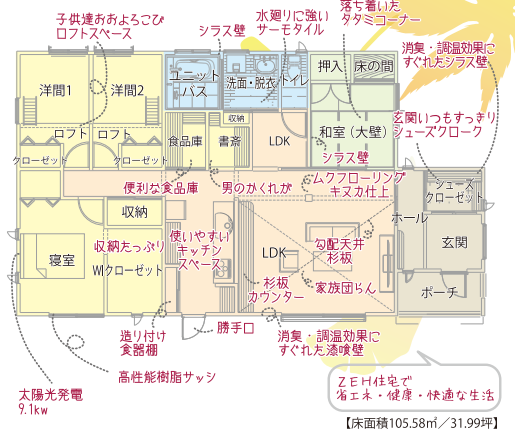 子供達おおよろこび
ロフトスペース
シラス壁
水廻りに強い
サーモタイル
落ち着いた
タタミコーナー
消臭・調温効果に
すぐれたシラス壁
玄関いつもすっきり
シューズクローク
洋間1
洋間2
ユニット
バス
洗面・脱衣
トイレ
押入
床の間
収納
食品庫
書斎
LDK
和室（大壁）
ロフト
ロフト
クローゼット
クローゼット
シラス壁
便利な食品庫
男のかくれが
ムクフローリング
キヌカ仕上
シューズ
クローゼット
ホール
玄関
ポーチ
収納
収納たっぷり
WIクローゼット
寝室
使いやすい
キッチン
スペース
LDK
勾配天井
杉板
杉板
カウンター
家族団らん
造り付け
食器棚
勝手口
消臭・調温効果に
すぐれた漆喰壁
高性能樹脂サッシ
太陽光発電
9.1kw
ＺＥＨ住宅で
省エネ・健康・快適な生活
【床面積105.58㎡／31.99坪】